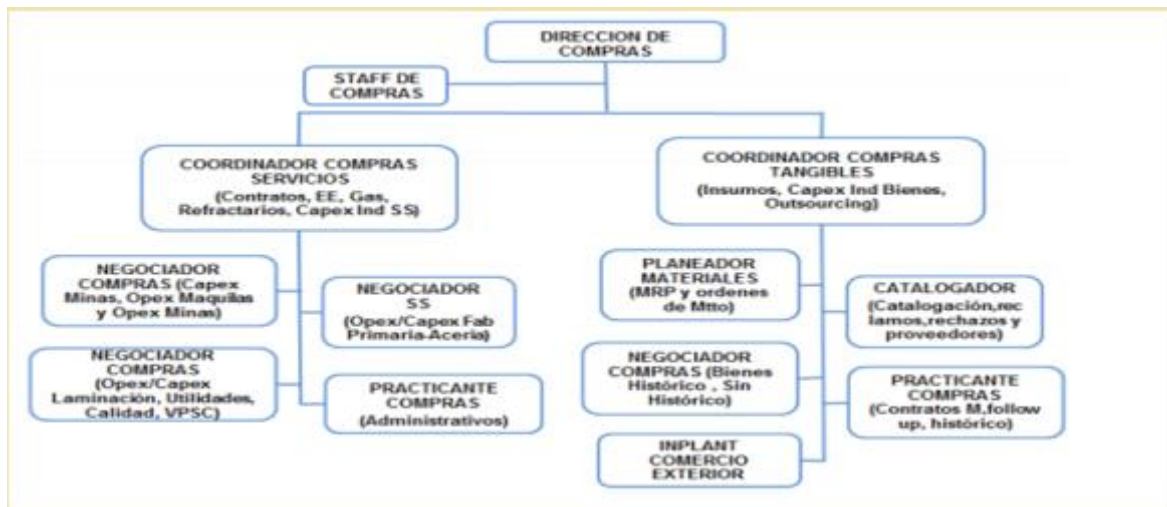 DIRECCION DE
COMPRAS
STAFF DE
COMPRAS
COORDINADOR COMPRAS
SERVICIOS
(Contratos, EE, Gas,
Refractarios, Capex Ind SS)
COORDINADOR COMPRAS
TANGIBLES
(Insumos, Capex Ind Bienes,
Outsourcing)
NEGOCIADOR
COMPRAS (Capex
Minas, Opex Maquilas
y Opex Minas)
NEGOCIADOR
SS
(Opex/Capex Fab
Primaria-Aceria)
NEGOCIADOR
COMPRAS
(Opex/Capex
Laminación, Utilidades,
Calidad, VPSC)
PRACTICANTE
COMPRAS
(Administrativos)
PLANEADOR
MATERIALES
(MRP y ordenes
de Mtto)
CATALOGADOR
(Catalogación,rec
lamos,rechazos y
proveedores)
NEGOCIADOR
COMPRAS (Bienes
Histórico , Sin
Histórico)
PRACTICANTE
COMPRAS
(Contratos M,follow
up, histórico)
INPLANT
COMERCIO
EXTERIOR